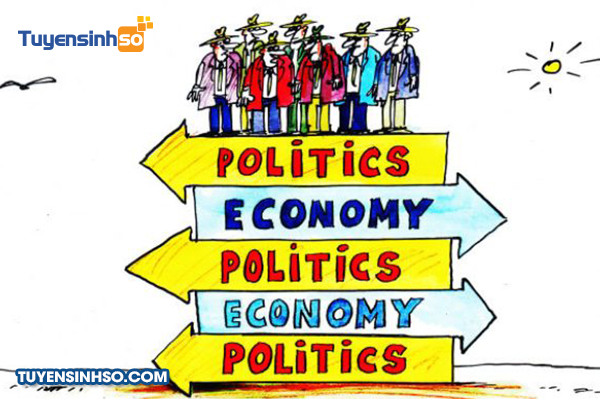 TuyensinhSO
POLITICS
ECONOMY
POLITICS
ECONOMY
POLITICS
TUYENSINHSO.COM